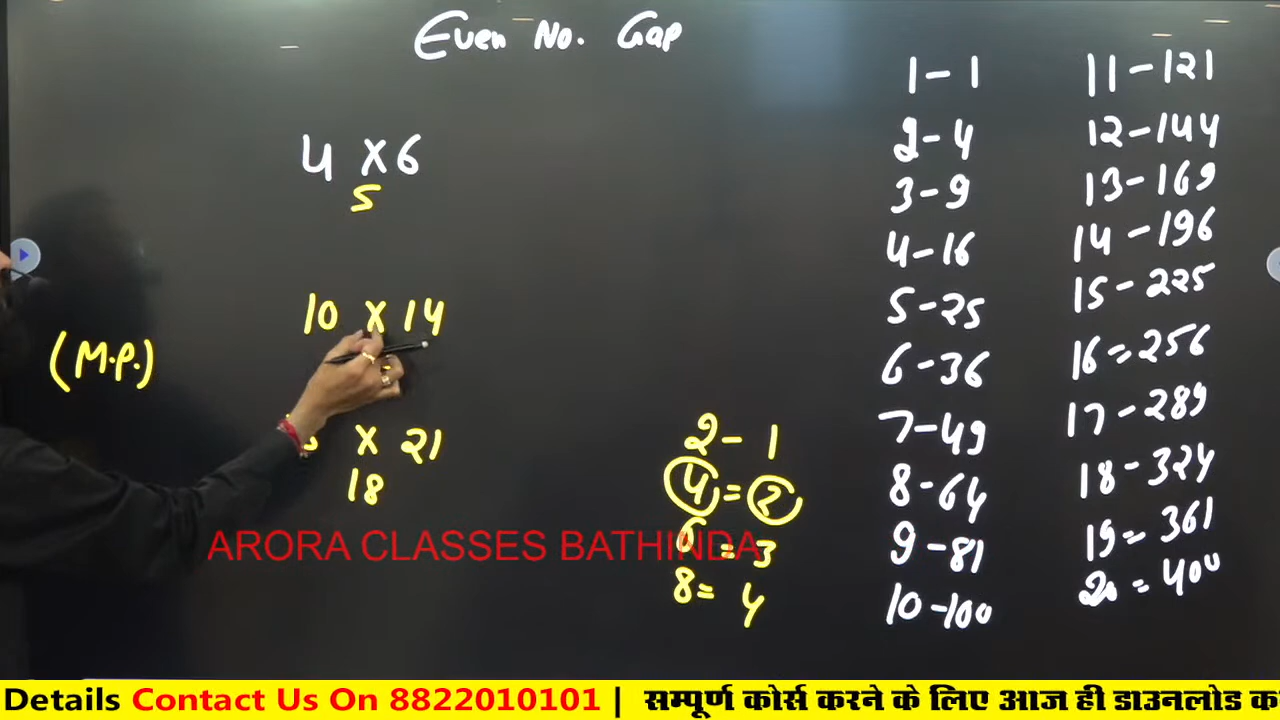 Even No. Gap
4 x 6
5
10 x 14
(M.P.)
x 21
18
2 - 1
4 = 2
6 = 3
8 = 4
1 - 1
2 - 4
3 - 9
4 - 16
5 - 25
6 - 36
7 - 49
8 - 64
9 - 81
10 - 100
11 - 121
12 - 144
13 - 169
14 - 196
15 - 225
16 = 256
17 - 289
18 - 324
19 = 361
20 = 400
ARORA CLASSES BATHINDA
Details Contact Us On 8822010101 | सम्पूर्ण कोर्स करने के लिए आज ही डाउनलोड